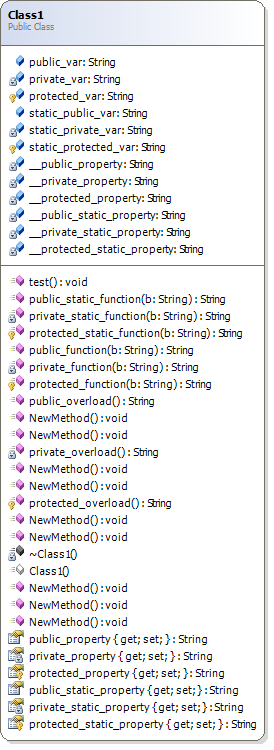 Class1
Public Class
public_var: String
private_var: String
protected_var: String
static_public_var: String
static_private_var: String
static_protected_var: String
__public_property: String
__private_property: String
__protected_property: String
__public_static_property: String
__private_static_property: String
__protected_static_property: String
test() : void
public_static_function(b: String) : String
private_static_function(b: String) : String
protected_static_function(b: String) : String
public_function(b: String) : String
private_function(b: String) : String
protected_function(b: String) : String
public_overload() : String
NewMethod() : void
NewMethod() : void
private_overload() : String
NewMethod() : void
NewMethod() : void
protected_overload() : String
NewMethod() : void
NewMethod() : void
~Class1()
Class1()
NewMethod() : void
NewMethod() : void
NewMethod() : void
public_property { get; set; } : String
private_property { get; set; } : String
protected_property { get; set; } : String
public_static_property { get; set; } : String
private_static_property { get; set; } : String
protected_static_property { get; set; } : String